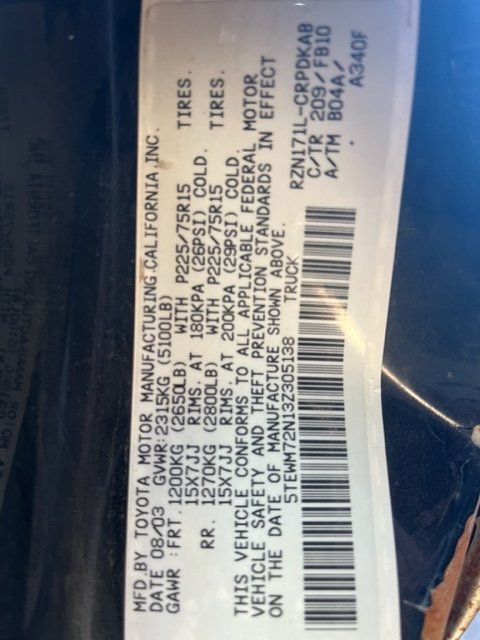 MFD.BY TOYOTA MOTOR MANUFACTURING.CALIFORNIA, INC.
DATE 08/03 GVWR:2315KG (5100LB)
GAWR :FRT. 1200KG (2650LB) WITH P225/75R15 TIRES.
15X7JJ RIMS. AT 180KPA (26PSI) COLD.
RR. 1270KG (2800LB) WITH P225/75R15 TIRES.
15X7JJ RIMS. AT 200KPA (29PSI) COLD.
THIS VEHICLE CONFORMS TO ALL APPLICABLE FEDERAL MOTOR
VEHICLE SAFETY AND THEFT PREVENTION STANDARDS IN EFFECT
ON THE DATE OF MANUFACTURE SHOWN ABOVE.
5TEWM72N13Z305138 TRUCK
RZN171L-CRPDKAB
C/TR 209/FB10
A/TM B04A/
A340F